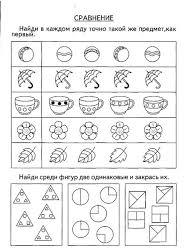 СРАВНЕНИЕ
Найди в каждом ряду точно такой же предмет,как
первый.
Найди среди фигур две одинаковые и закрась их.